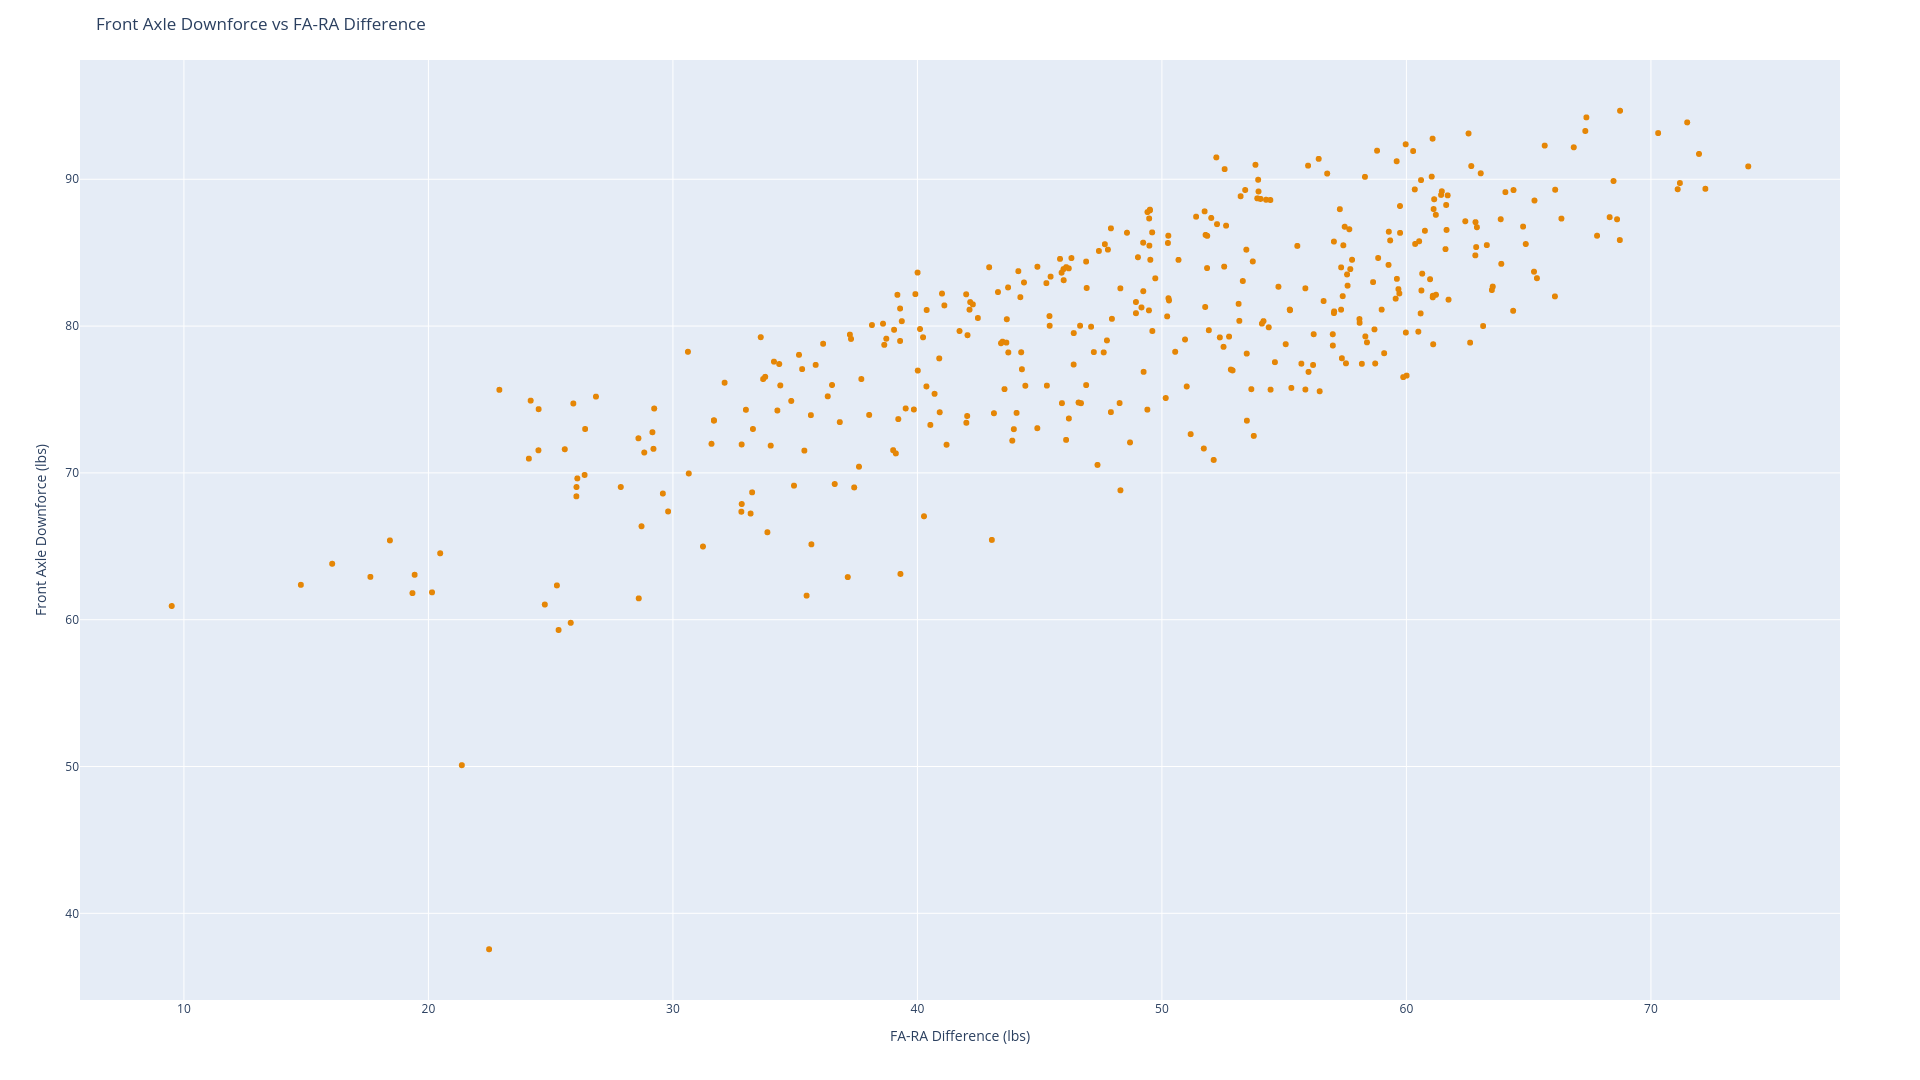 Front Axle Downforce vs FA-RA Difference
Front Axle Downforce (lbs)
90
80
70
60
50
40
10 20 30 40 50 60 70
FA-RA Difference (lbs)